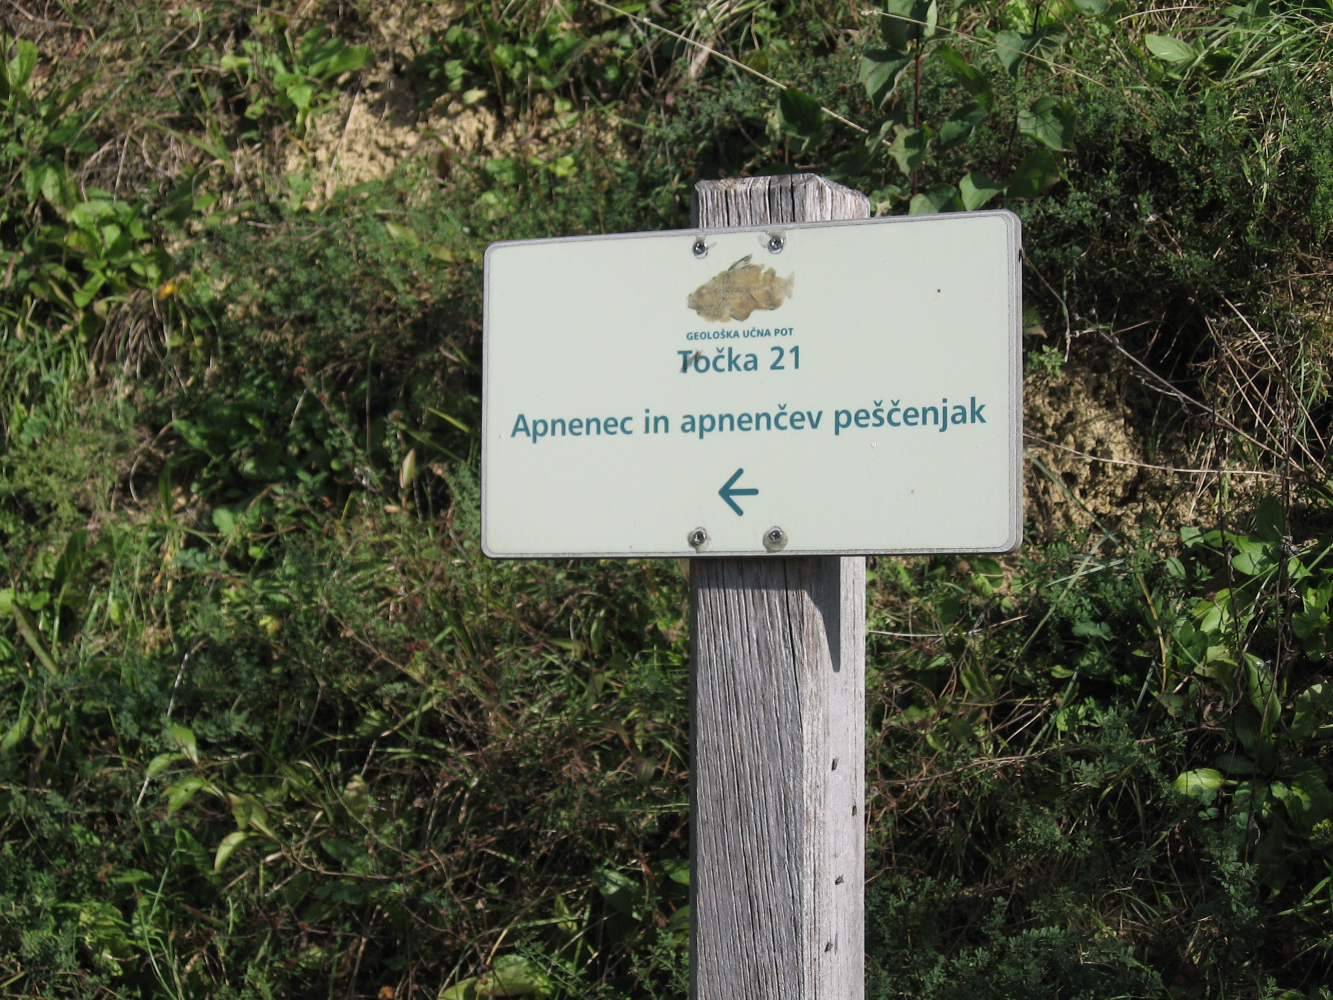 GEOLOŠKA UČNA POT
Točka 21
Apnenec in apnenčev peščenjak
←